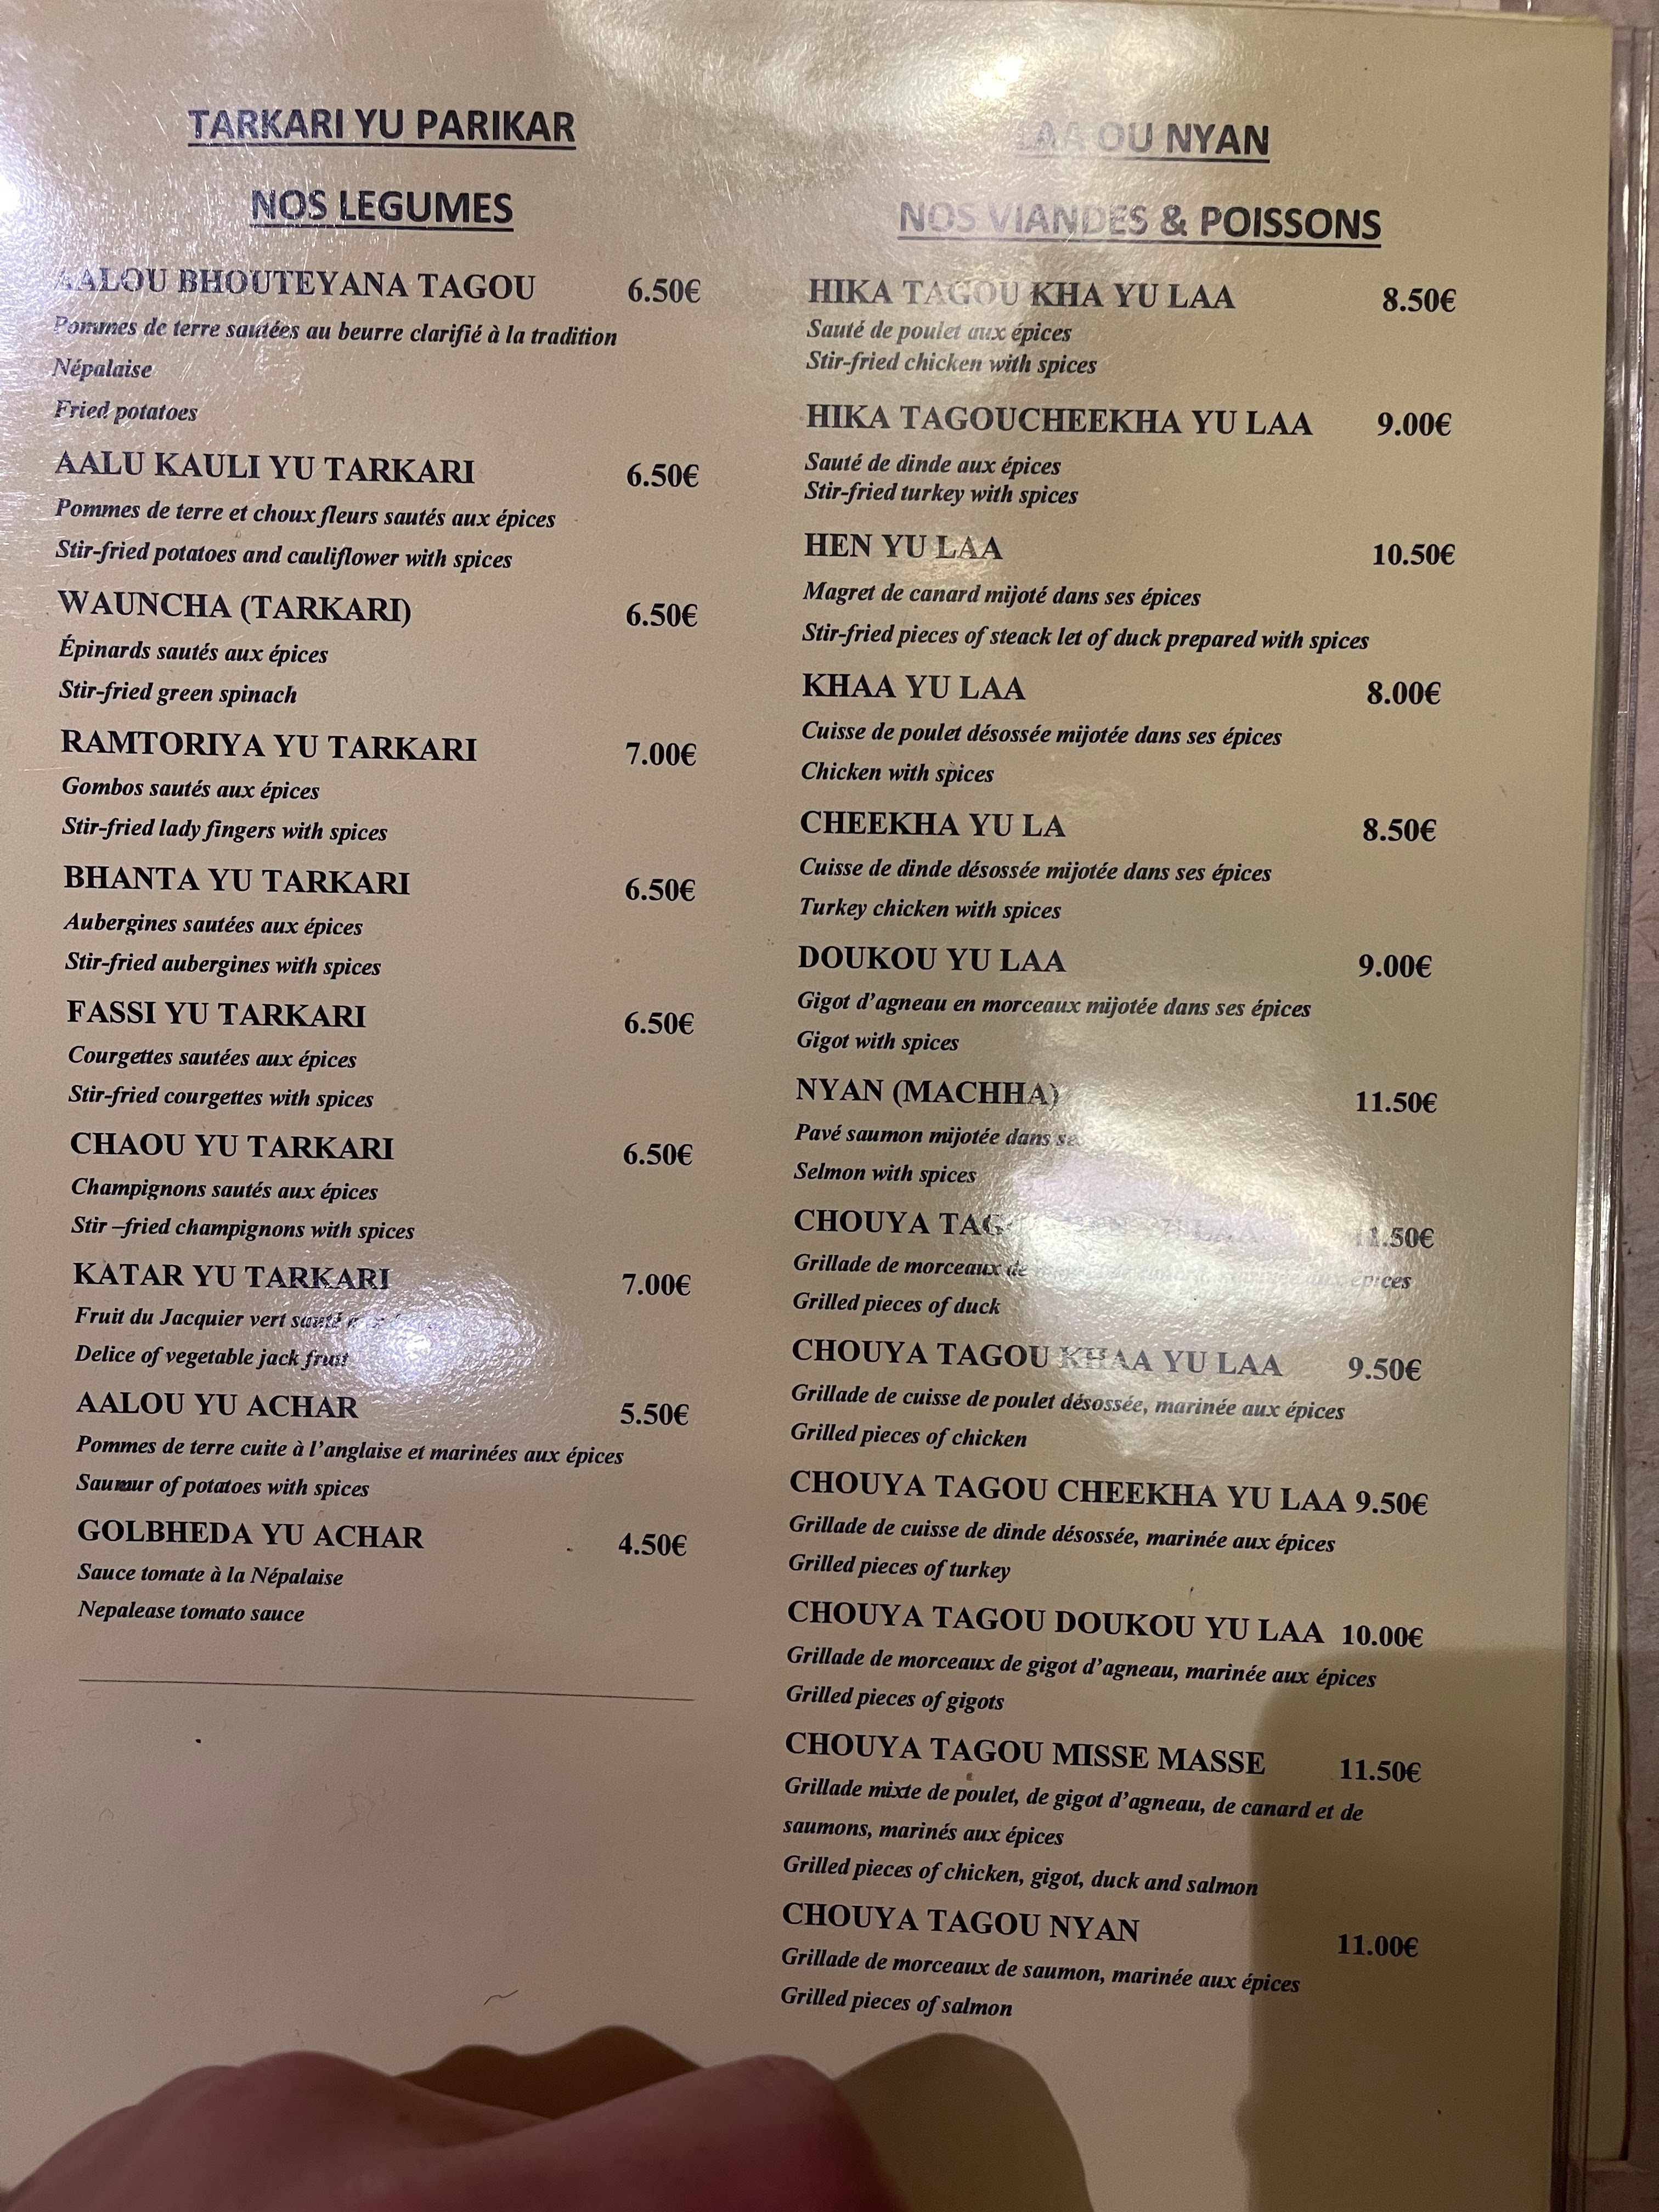 TARKARI YU PARIKAR
NOS LEGUMES
AALOU BHOUTEYANA TAGOU 6.50€
Pommes de terre sautées au beurre clarifié à la tradition
Népalaise
Fried potatoes
AALU KAULI YU TARKARI 6.50€
Pommes de terre et choux fleurs sautés aux épices
Stir-fried potatoes and cauliflower with spices
WAUNCHA (TARKARI) 6.50€
Épinards sautés aux épices
Stir-fried green spinach
RAMTORIYA YU TARKARI 7.00€
Gombos sautés aux épices
Stir-fried lady fingers with spices
BHANTA YU TARKARI 6.50€
Aubergines sautées aux épices
Stir-fried aubergines with spices
FASSI YU TARKARI 6.50€
Courgettes sautées aux épices
Stir-fried courgettes with spices
CHAOU YU TARKARI 6.50€
Champignons sautés aux épices
Stir –fried champignons with spices
KATAR YU TARKARI 7.00€
Fruit du Jacquier vert sauté
Delice of vegetable jack fruit
AALOU YU ACHAR 5.50€
Pommes de terre cuite à l’anglaise et marinées aux épices
Saumur of potatoes with spices
GOLBHEDA YU ACHAR 4.50€
Sauce tomate à la Népalaise
Nepalease tomato sauce
LAA OU NYAN
NOS VIANDES & POISSONS
HIKA TAGOU KHA YU LAA 8.50€
Sauté de poulet aux épices
Stir-fried chicken with spices
HIKA TAGOUCHEEKHA YU LAA 9.00€
Sauté de dinde aux épices
Stir-fried turkey with spices
HEN YU LAA 10.50€
Magret de canard mijoté dans ses épices
Stir-fried pieces of steack let of duck prepared with spices
KHAA YU LAA 8.00€
Cuisse de poulet désossée mijotée dans ses épices
Chicken with spices
CHEEKHA YU LA 8.50€
Cuisse de dinde désossée mijotée dans ses épices
Turkey chicken with spices
DOUKOU YU LAA 9.00€
Gigot d’agneau en morceaux mijotée dans ses épices
Gigot with spices
NYAN (MACHHA) 11.50€
Pavé saumon mijotée dans
Selmon with spices
CHOUYA YU LAA 11.50€
Grillade de morceaux de épices
Grilled pieces of duck
CHOUYA TAGOU KHAA YU LAA 9.50€
Grillade de cuisse de poulet désossée, marinée aux épices
Grilled pieces of chicken
CHOUYA TAGOU CHEEKHA YU LAA 9.50€
Grillade de cuisse de dinde désossée, marinée aux épices
Grilled pieces of turkey
CHOUYA TAGOU DOUKOU YU LAA 10.00€
Grillade de morceaux de gigot d’agneau, marinée aux épices
Grilled pieces of gigots
CHOUYA TAGOU MISSE MASSE 11.50€
Grillade mixte de poulet, de gigot d’agneau, de canard et de
saumons, marinés aux épices
Grilled pieces of chicken, gigot, duck and salmon
CHOUYA TAGOU NYAN 11.00€
Grillade de morceaux de saumon, marinée aux épices
Grilled pieces of salmon